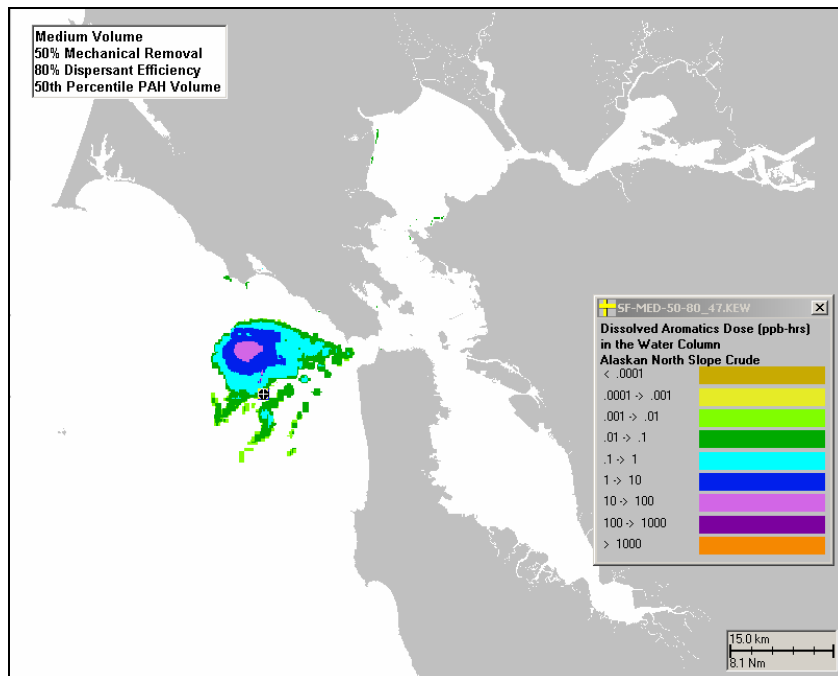 Medium Volume
50% Mechanical Removal
80% Dispersant Efficiency
50th Percentile PAH Volume
SF-MED-50-80_47.KEW
Dissolved Aromatics Dose (ppb-hrs)
in the Water Column
Alaskan North Slope Crude
< .0001
.0001 -> .001
.001 -> .01
.01 -> .1
.1 -> 1
1 -> 10
10 -> 100
100 -> 1000
> 1000
15.0 km
8.1 Nm